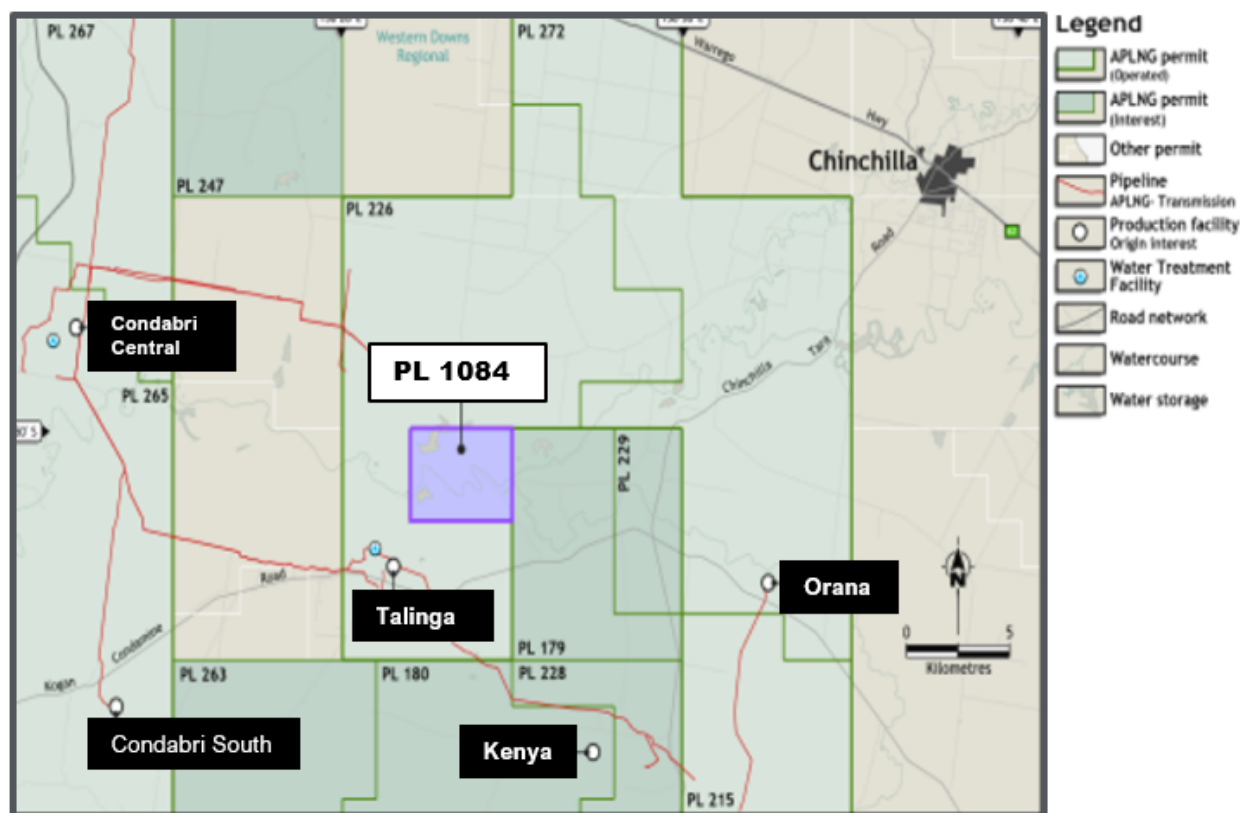 PL 267
Western Downs
Regional
PL 272
Warrego
Hwy
Chinchilla
PL 247
PL 226
Road
Condabri
Central
PL 1084
Tara
Chinchilla
PL 265
PL 229
Road
Talinga
Orana
N
0 5
Kilometres
Condamine
Kogan
PL 179
PL 263
PL 180
PL 228
Condabri South
Kenya
PL 215
Legend
APLNG permit
(Operated)
APLNG permit
(Interest)
Other permit
Pipeline
APLNG- Transmission
Production facility
Origin interest
Water Treatment
Facility
Road network
Watercourse
Water storage